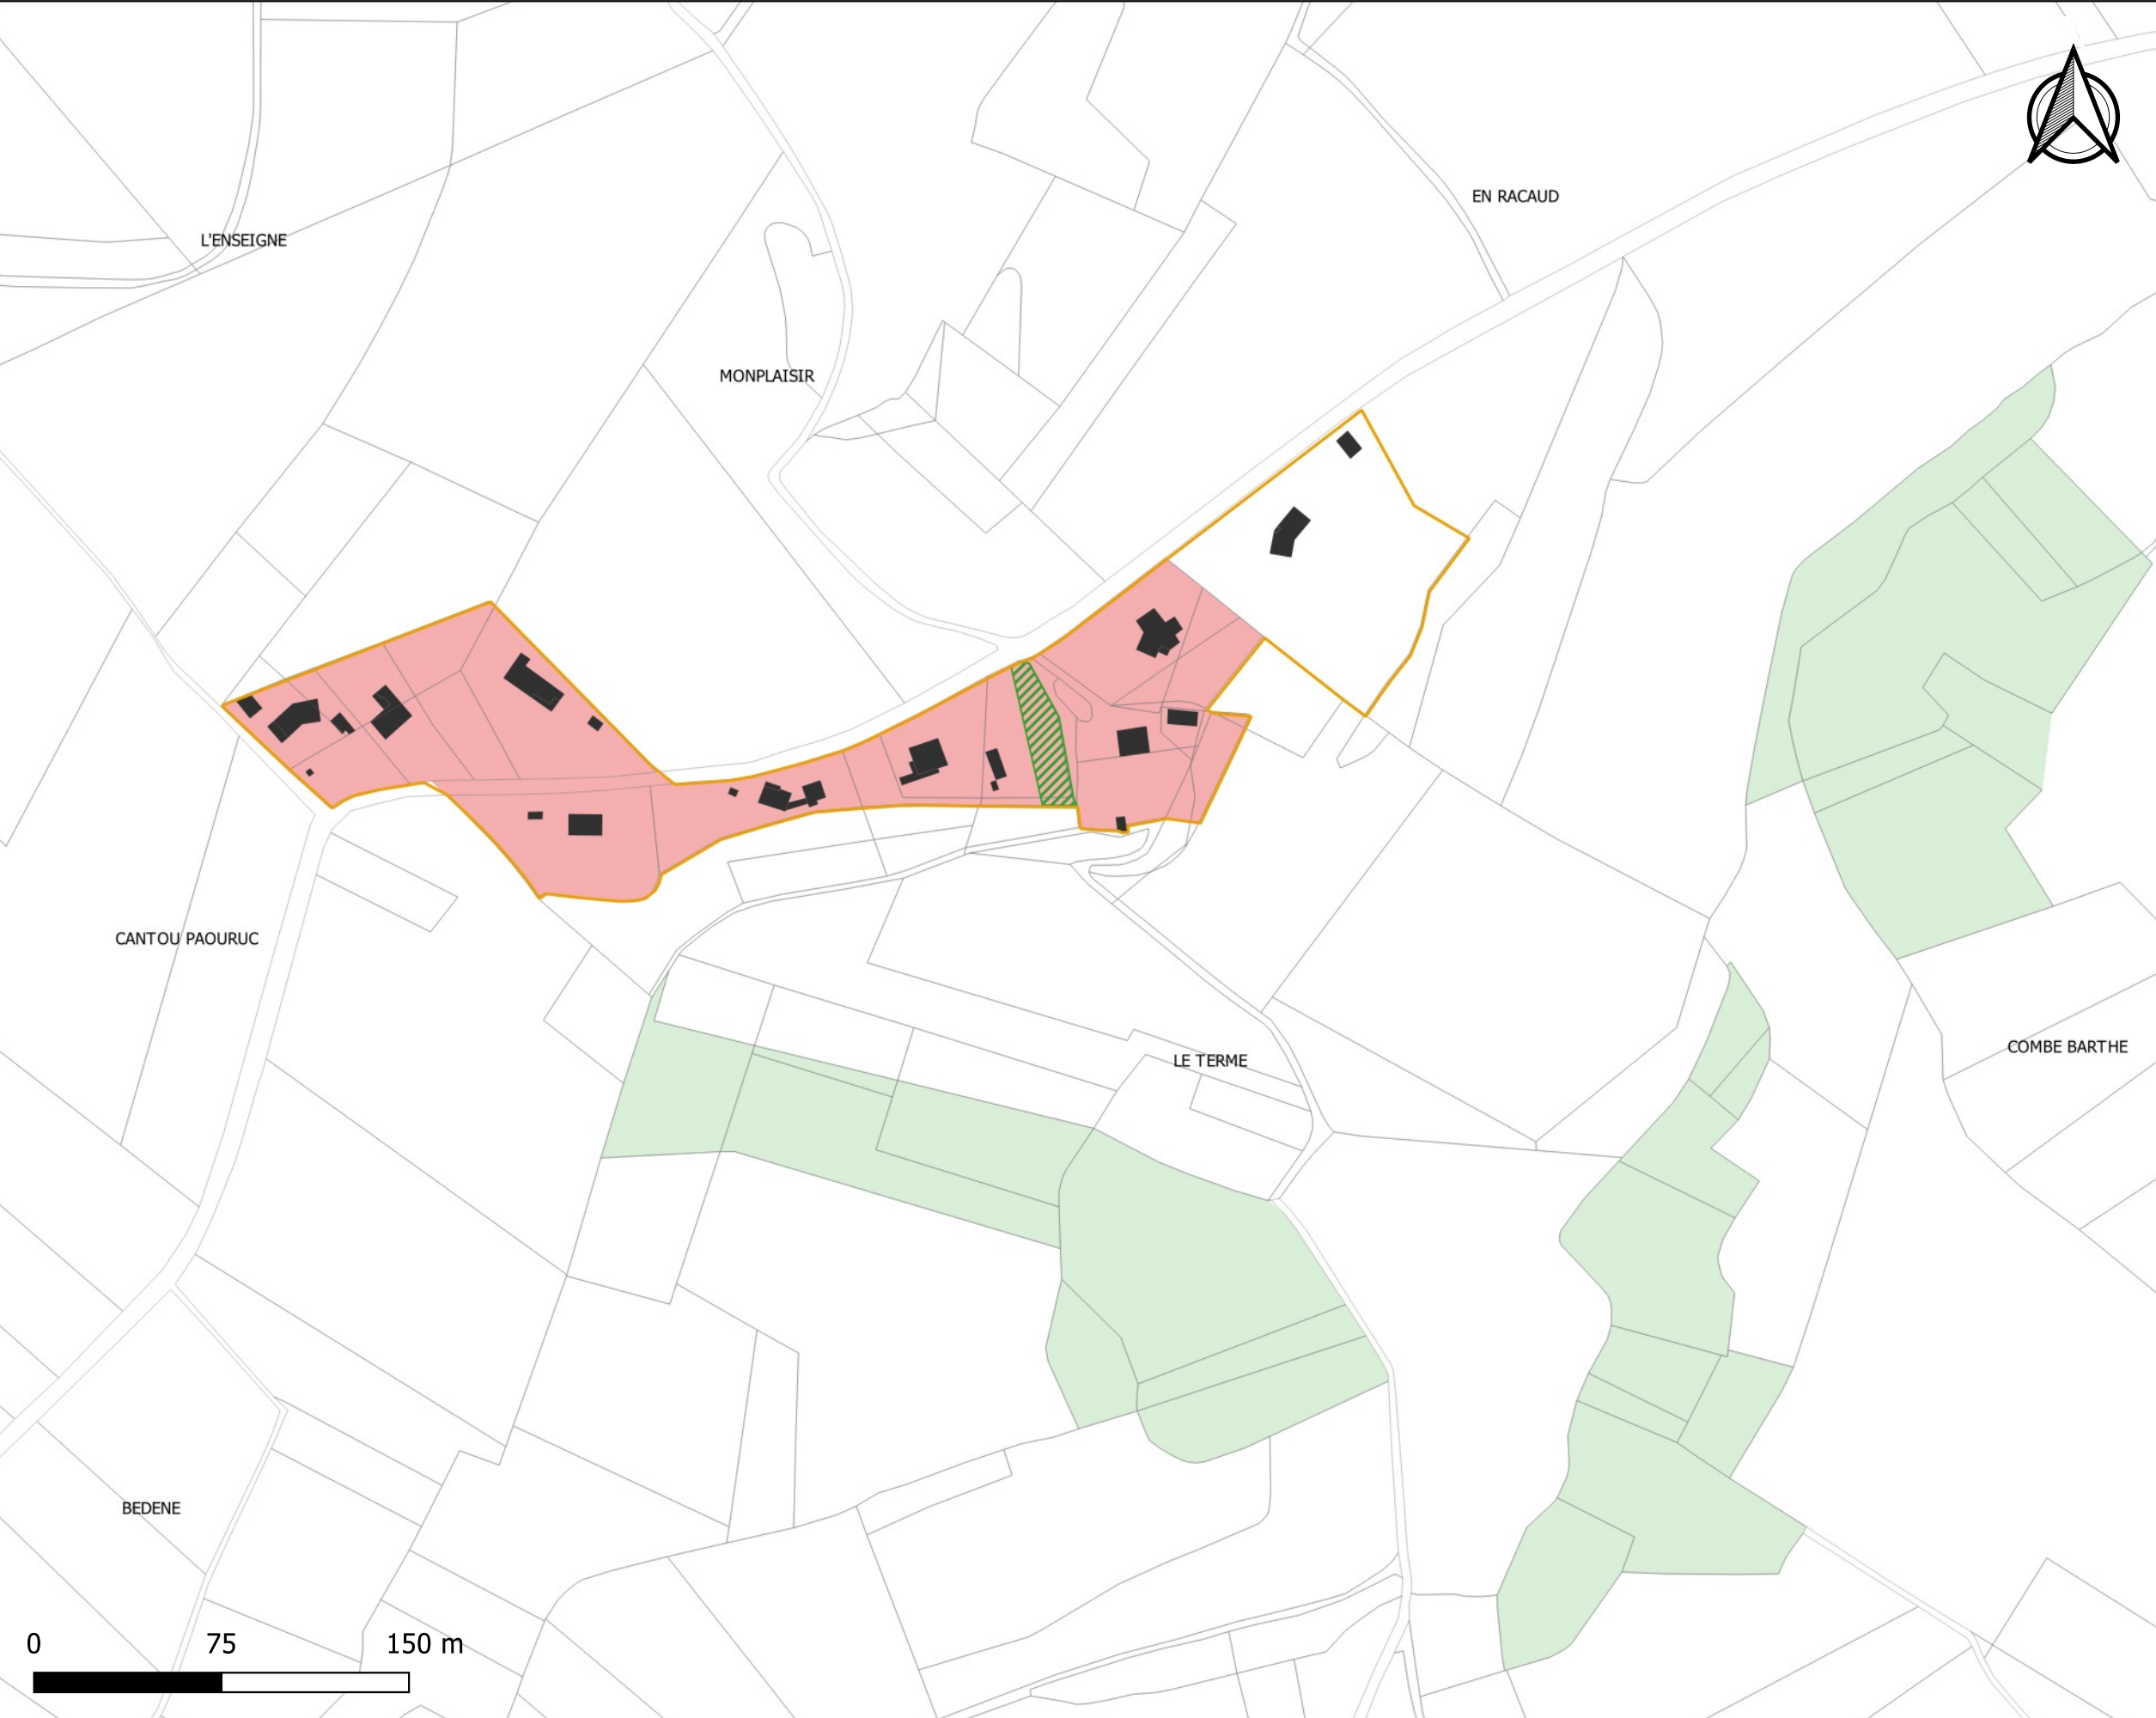 EN RACAUD
L'ENSEIGNE
MONPLAISIR
CANTOU PAOURUC
COMBE BARTHE
LE TERME
BEDENE
0 75 150 m